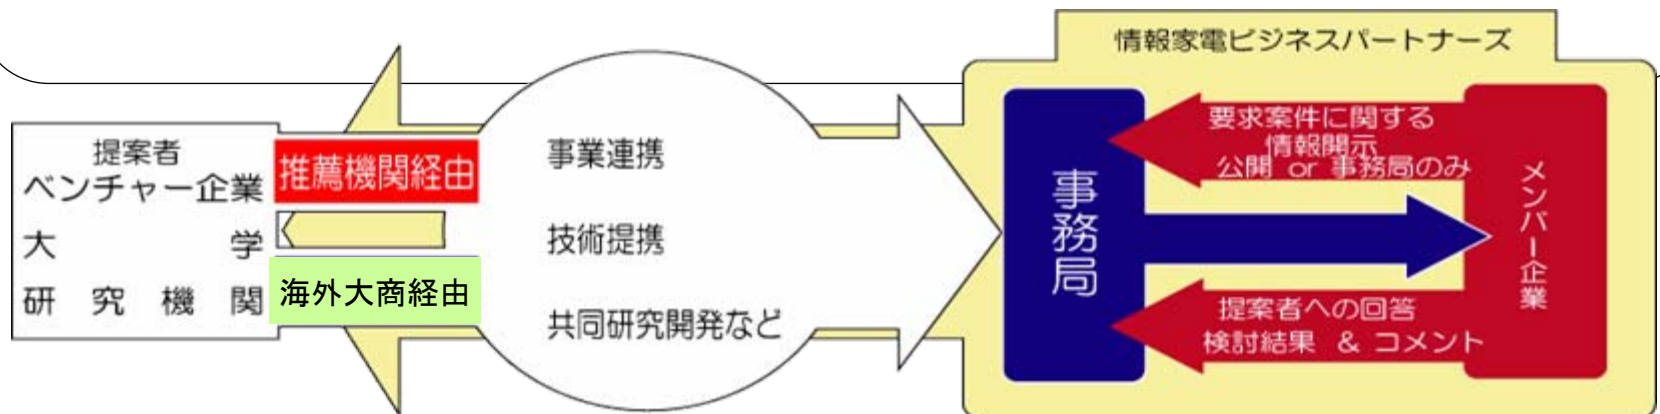 情報家電ビジネスパートナーズ
提案者
ベンチャー企業
大学
研究機関
推薦機関経由
海外大商経由
事業連携
技術提携
共同研究開発など
事務局
要求案件に関する
情報開示
公開 or 事務局のみ
提案者への回答
検討結果 & コメント
メンバー企業